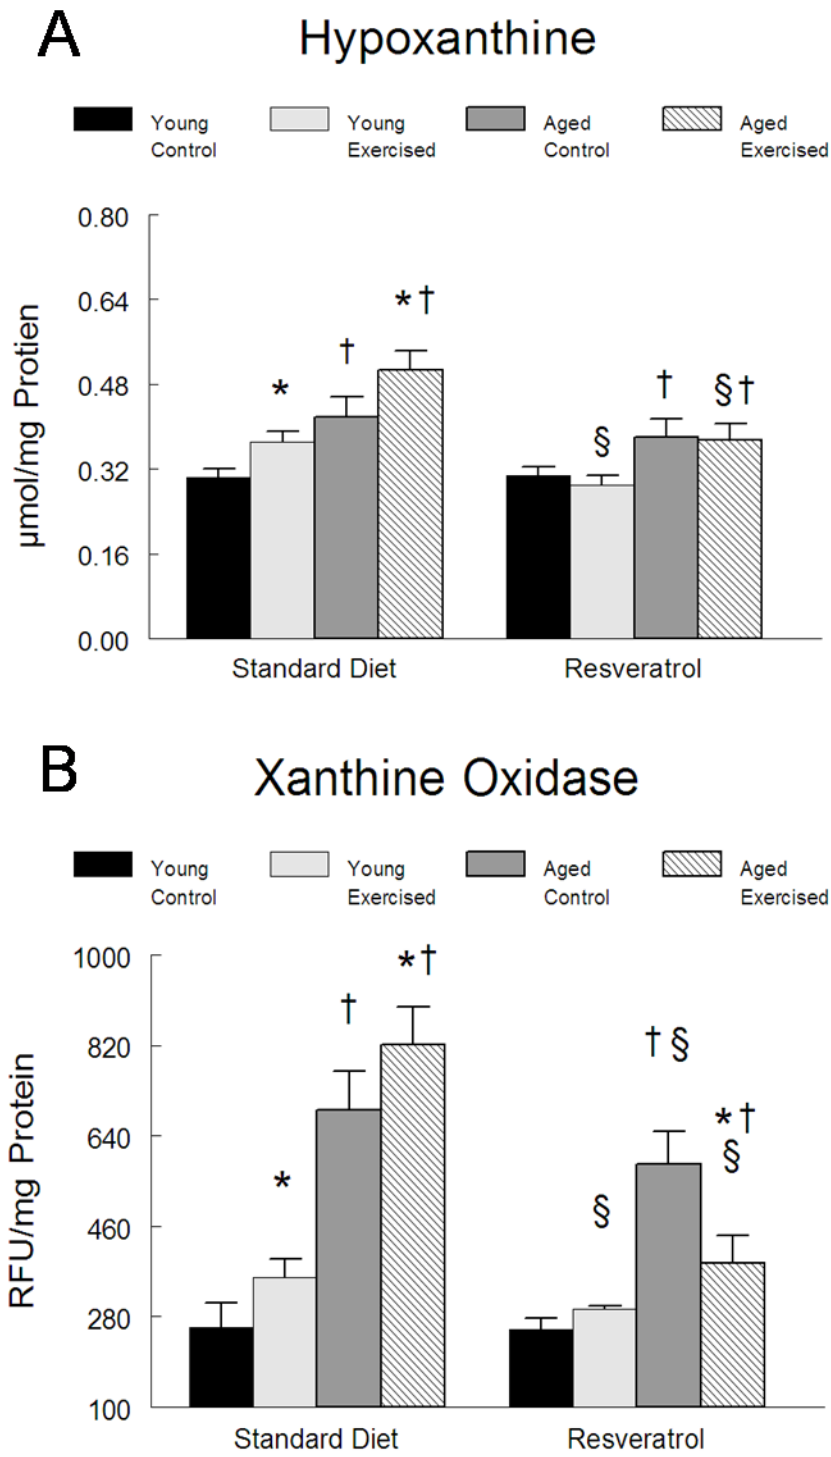 A
Hypoxanthine
Young
Control
Young
Exercised
Aged
Control
Aged
Exercised
0.80
0.64
0.48
0.32
0.16
0.00
µmol/mg Protien
*
†
*†
§
†
§†
Standard Diet
Resveratrol
B
Xanthine Oxidase
Young
Control
Young
Exercised
Aged
Control
Aged
Exercised
1000
820
640
460
280
100
RFU/mg Protein
*
†
*†
§
†§
*†
§
Standard Diet
Resveratrol